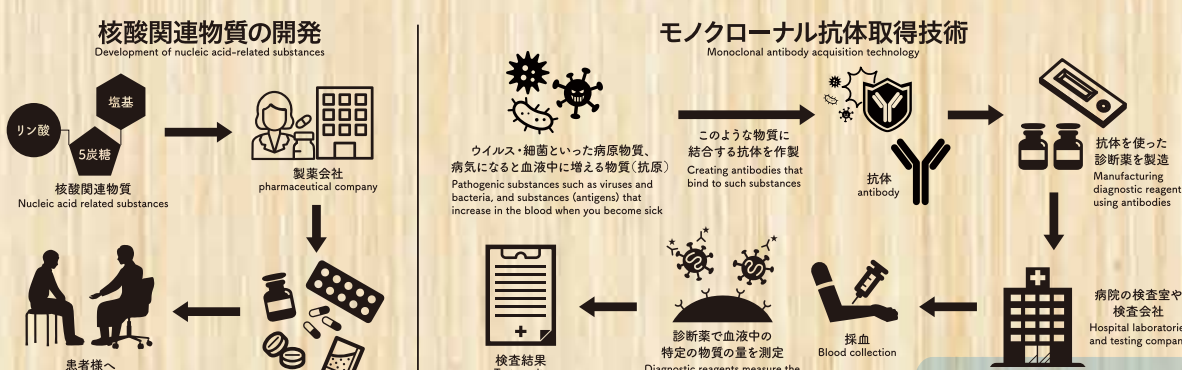 核酸関連物質の開発
Development of nucleic acid-related substances
塩基
リン酸
5炭糖
核酸関連物質
Nucleic acid related substances
製薬会社
pharmaceutical company
患者様へ
モノクローナル抗体取得技術
Monoclonal antibody acquisition technology
ウイルス・細菌といった病原物質、
病気になると血液中に増える物質(抗原)
Pathogenic substances such as viruses and
bacteria, and substances (antigens) that
increase in the blood when you become sick
このような物質に
結合する抗体を作製
Creating antibodies that
bind to such substances
抗体
antibody
抗体を使った
診断薬を製造
Manufacturing
diagnostic reagent
using antibodies
病院の検査室や
検査会社
Hospital laboratorie
and testing compan
採血
Blood collection
診断薬で血液中の
特定の物質の量を測定
Diagnostic reagents measure the
検査結果